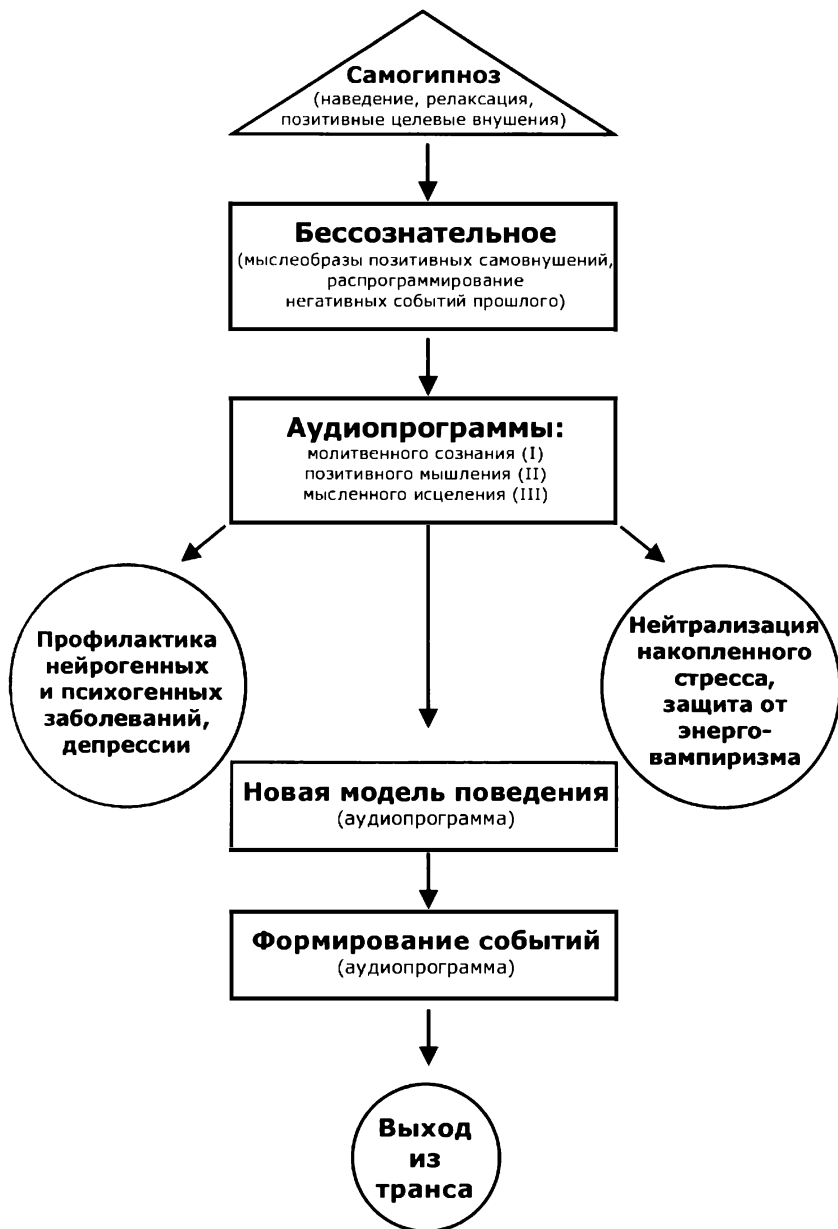 Самогипноз
(наведение, релаксация,
позитивные целевые внушения)
Бессознательное
(мыслеобразы позитивных самовнушений,
распрограммирование
негативных событий прошлого)
Аудиопрограммы:
молитвенного сознания (I)
позитивного мышления (II)
мысленного исцеления (III)
Профилактика
нейрогенных
и психогенных
заболеваний,
депрессии
Нейтрализация
накопленного
стресса,
защита от
энерго-
вампиризма
Новая модель поведения
(аудиопрограмма)
Формирование событий
(аудиопрограмма)
Выход
из
транса